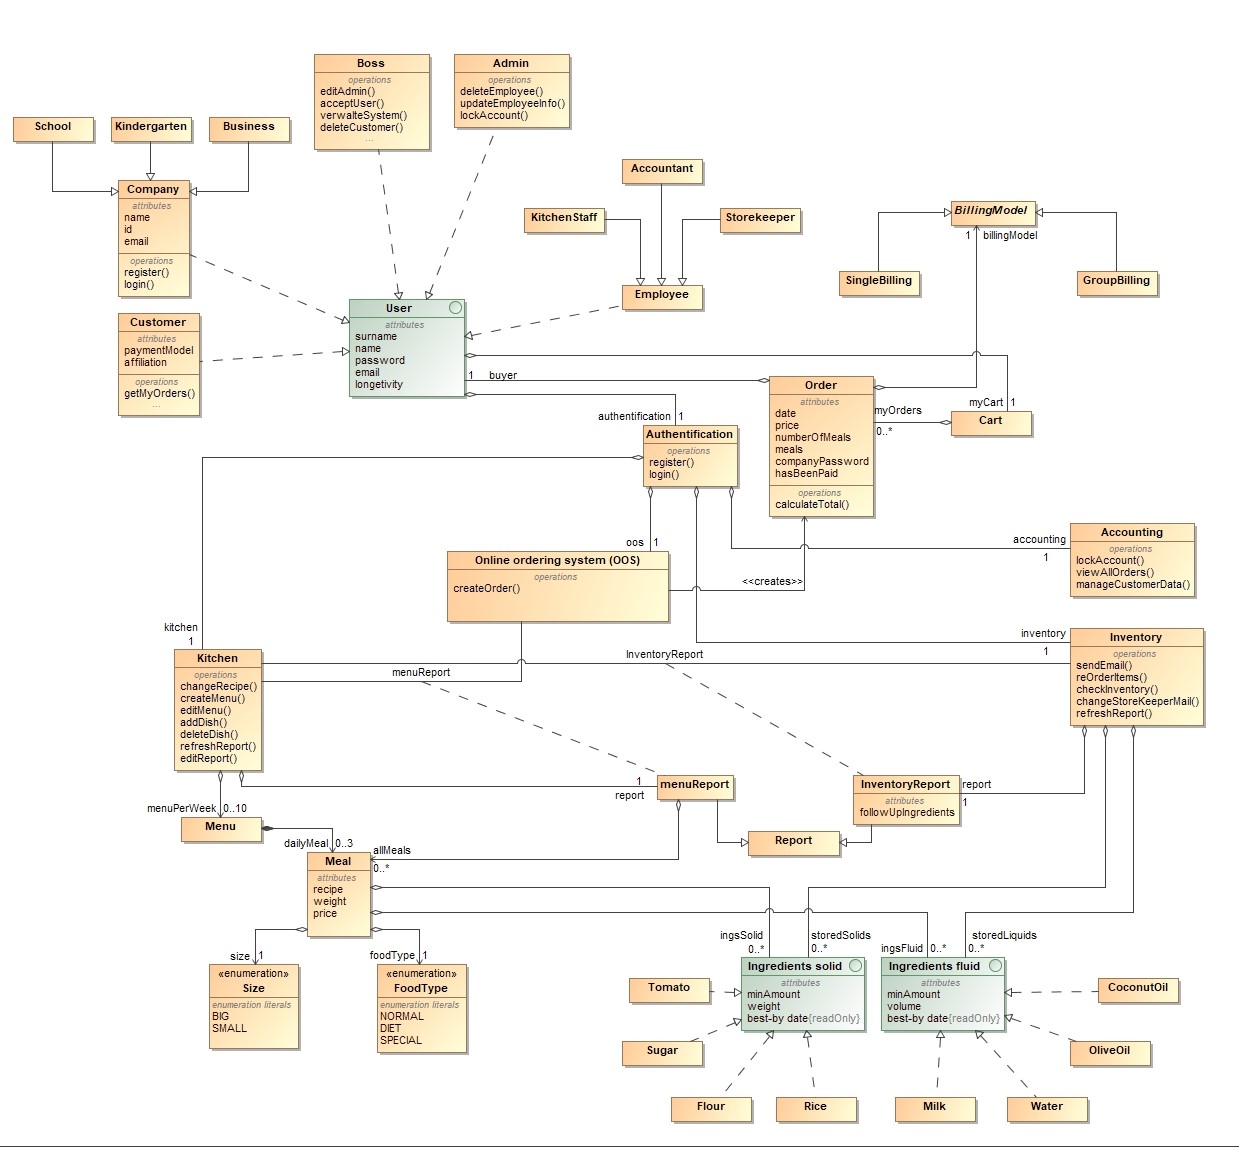 Boss
operations
editAdmin()
acceptUser()
verwalteSystem()
deleteCustomer()
...
Admin
operations
deleteEmployee()
updateEmployeeInfo()
lockAccount()
School
Kindergarten
Business
Company
attributes
name
id
email
operations
register()
login()
Accountant
KitchenStaff
Storekeeper
Employee
BillingModel
1 billingModel
SingleBilling
GroupBilling
Customer
attributes
paymentModel
affiliation
operations
getMyOrders()
...
User
attributes
surname
name
password
email
longetivity
1 buyer
Order
attributes
date
price
numberOfMeals
meals
companyPassword
hasBeenPaid
operations
calculateTotal()
myOrders
0..*
myCart 1
Cart
authentification 1
Authentification
operations
register()
login()
oos 1
Online ordering system (OOS)
operations
createOrder()
<<creates>>
accounting
1
Accounting
operations
lockAccount()
viewAllOrders()
manageCustomerData()
kitchen
1
Kitchen
operations
changeRecipe()
createMenu()
editMenu()
addDish()
deleteDish()
refreshReport()
editReport()
InventoryReport
menuReport
inventory
1
Inventory
operations
sendEmail()
reOrderItems()
checkInventory()
changeStoreKeeperMail()
refreshReport()
1
report
menuReport
InventoryReport
attributes
followUpIngredients
report
1
Report
menuPerWeek 0..10
Menu
dailyMeal 0..3
allMeals
0..*
Meal
attributes
recipe
weight
price
size 1
foodType 1
«enumeration»
Size
enumeration literals
BIG
SMALL
«enumeration»
FoodType
enumeration literals
NORMAL
DIET
SPECIAL
ingsSolid
0..*
storedSolids
0..*
ingsFluid 0..*
storedLiquids
0..*
Ingredients solid
attributes
minAmount
weight
best-by date{readOnly}
Ingredients fluid
attributes
minAmount
volume
best-by date{readOnly}
Tomato
Sugar
Flour
Rice
Milk
Water
CoconutOil
OliveOil